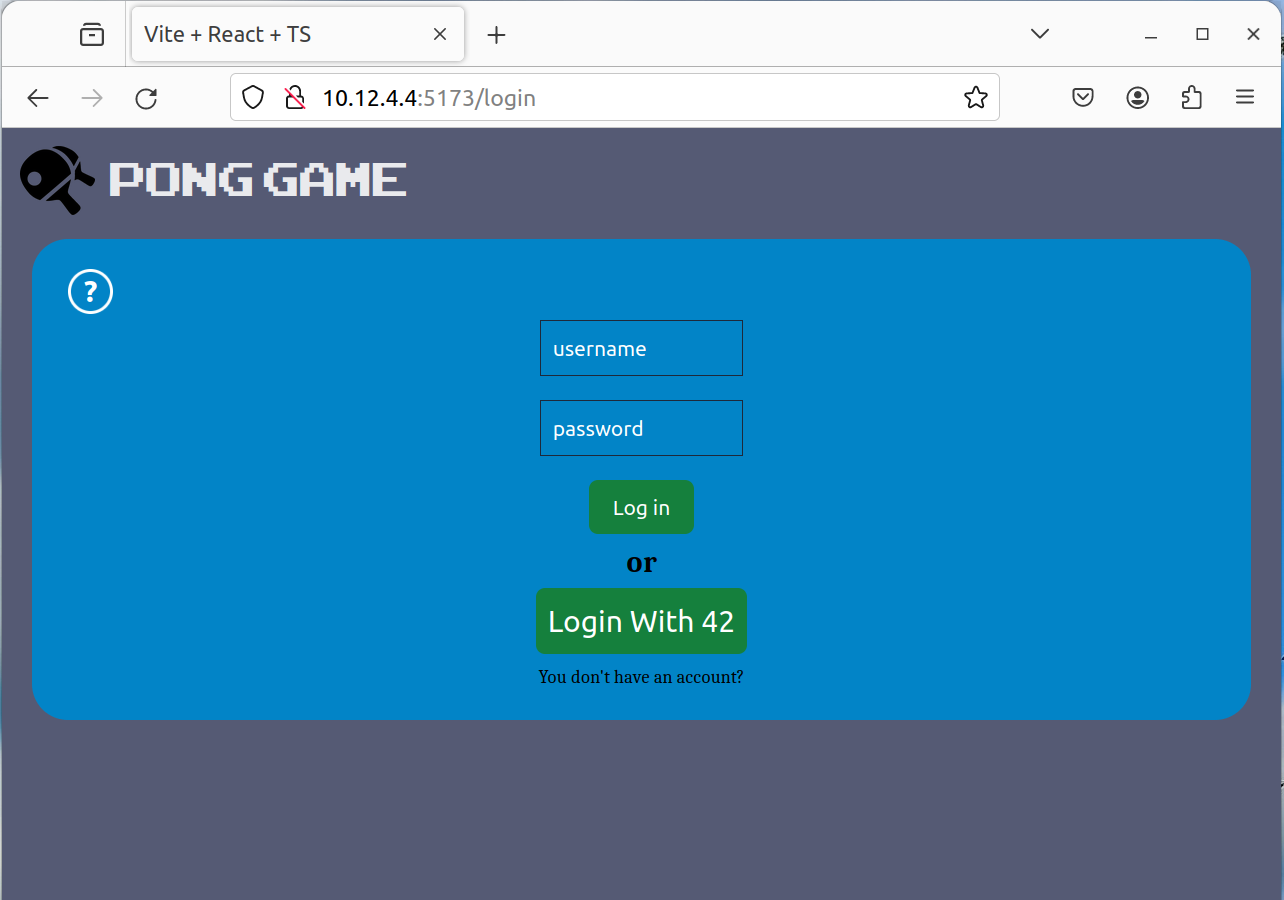 Vite + React + TS
10.12.4.4:5173/login
PONG GAME
?
username
password
Log in
or
Login With 42
You don't have an account?